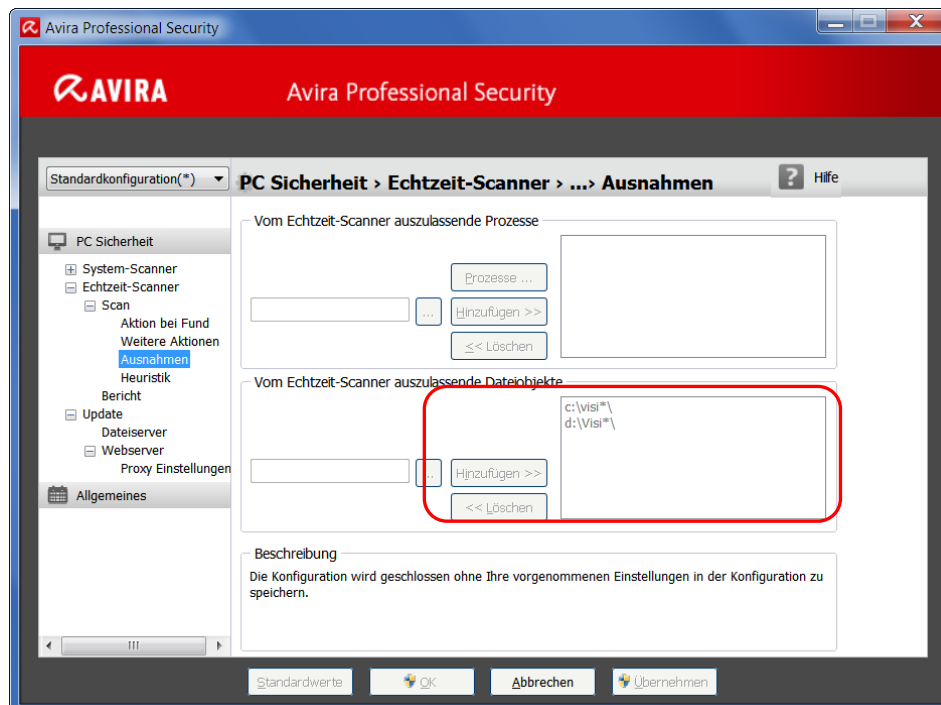 Avira Professional Security
AVIRA
Avira Professional Security
Standardkonfiguration(*)
PC Sicherheit › Echtzeit-Scanner › ...› Ausnahmen
? Hilfe
PC Sicherheit
System-Scanner
Echtzeit-Scanner
Scan
Aktion bei Fund
Weitere Aktionen
Ausnahmen
Heuristik
Bericht
Update
Dateiserver
Webserver
Proxy Einstellungen
Allgemeines
Vom Echtzeit-Scanner auszulassende Prozesse
Prozesse ...
...
Hinzufügen >>
<< Löschen
Vom Echtzeit-Scanner auszulassende Dateiobjekte
c:\visi*\
d:\Visi*\
...
Hinzufügen >>
<< Löschen
Beschreibung
Die Konfiguration wird geschlossen ohne Ihre vorgenommenen Einstellungen in der Konfiguration zu
speichern.
Standardwerte
OK
Abbrechen
Übernehmen